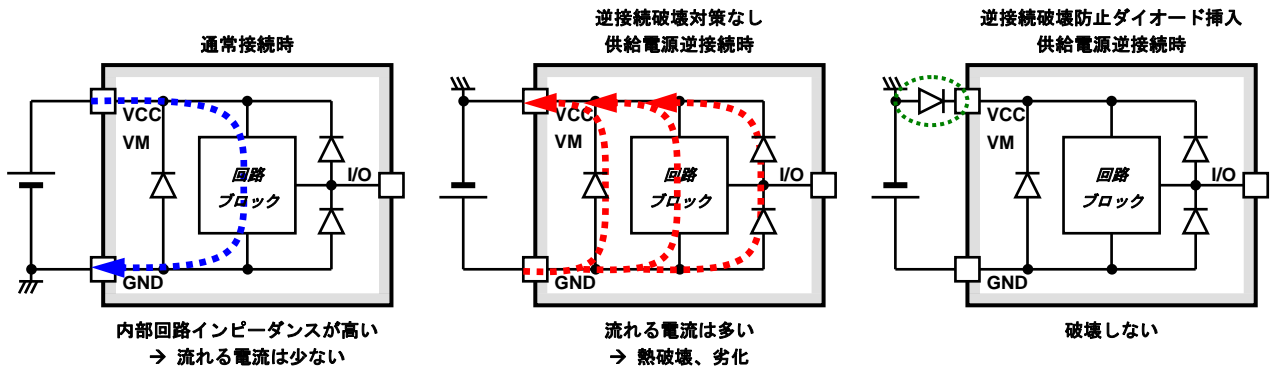 通常接続時
VCC
VM
回路
ブロック
I/O
GND
内部回路インピーダンスが高い
→ 流れる電流は少ない
逆接続破壊対策なし
供給電源逆接続時
VCC
VM
回路
ブロック
I/O
GND
流れる電流は多い
→ 熱破壊、劣化
逆接続破壊防止ダイオード挿入
供給電源逆接続時
VCC
VM
回路
ブロック
I/O
GND
破壊しない